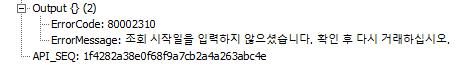 Output {} (2)
ErrorCode: 80002310
ErrorMessage: 조회 시작일을 입력하지 않으셨습니다. 확인 후 다시 거래하십시오.
API_SEQ: 1f4282a38e0f68f9a7cb2a4a263abc4e